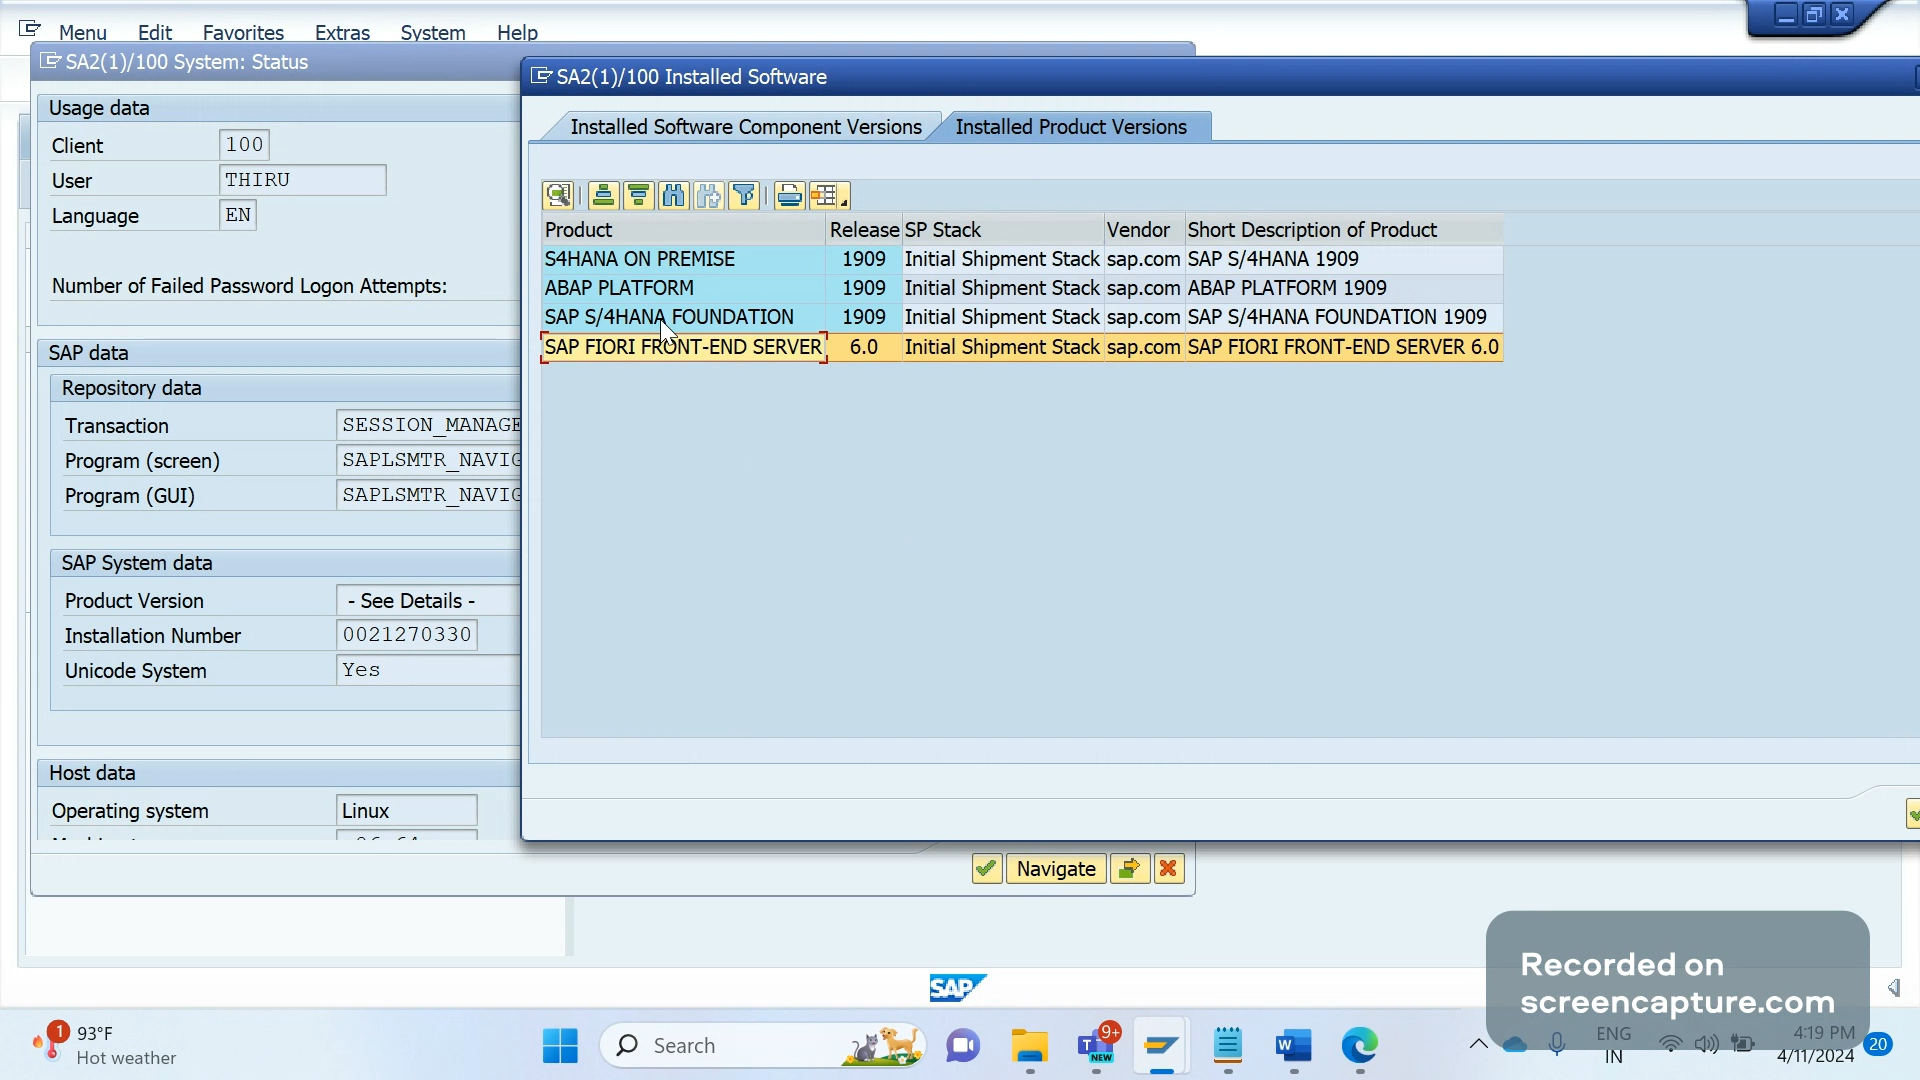 Menu Edit Favorites Extras System Help
SA2(1)/100 System: Status
SA2(1)/100 Installed Software
Usage data
Client 100
User THIRU
Language EN
Number of Failed Password Logon Attempts:
SAP data
Repository data
Transaction SESSION_MANAGE
Program (screen) SAPLSMTR_NAVIG
Program (GUI) SAPLSMTR_NAVIG
SAP System data
Product Version - See Details -
Installation Number 0021270330
Unicode System Yes
Host data
Operating system Linux
Installed Software Component Versions Installed Product Versions
Product Release SP Stack Vendor Short Description of Product
S4HANA ON PREMISE 1909 Initial Shipment Stack sap.com SAP S/4HANA 1909
ABAP PLATFORM 1909 Initial Shipment Stack sap.com ABAP PLATFORM 1909
SAP S/4HANA FOUNDATION 1909 Initial Shipment Stack sap.com SAP S/4HANA FOUNDATION 1909
SAP FIORI FRONT-END SERVER 6.0 Initial Shipment Stack sap.com SAP FIORI FRONT-END SERVER 6.0
Navigate
SAP
Recorded on
screencapture.com
1 93°F
Hot weather
Search
9+
T NEW
W
ENG
IN
4:19 PM
4/11/2024
20